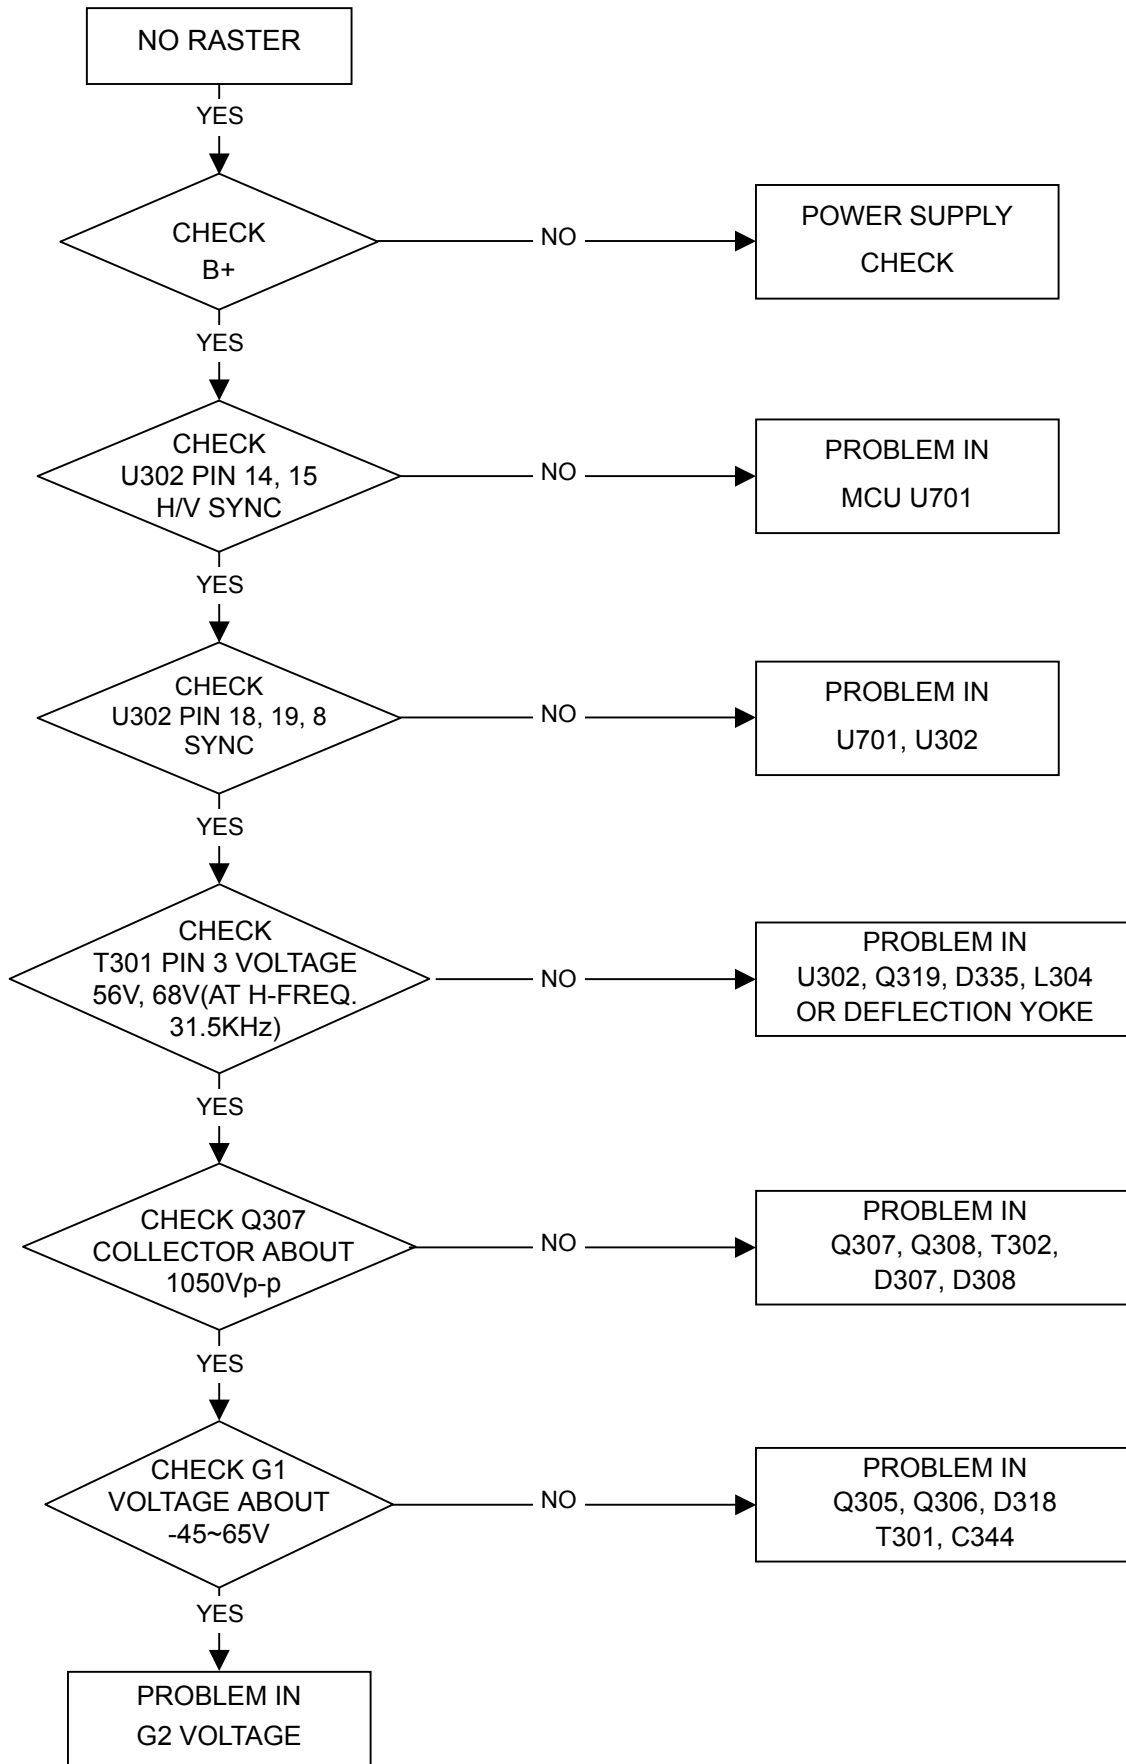 NO RASTER
YES
CHECK
B+
NO
POWER SUPPLY
CHECK
YES
CHECK
U302 PIN 14, 15
H/V SYNC
NO
PROBLEM IN
MCU U701
YES
CHECK
U302 PIN 18, 19, 8
SYNC
NO
PROBLEM IN
U701, U302
YES
CHECK
T301 PIN 3 VOLTAGE
56V, 68V(AT H-FREQ.
31.5KHz)
NO
PROBLEM IN
U302, Q319, D335, L304
OR DEFLECTION YOKE
YES
CHECK Q307
COLLECTOR ABOUT
1050Vp-p
NO
PROBLEM IN
Q307, Q308, T302,
D307, D308
YES
CHECK G1
VOLTAGE ABOUT
-45~65V
NO
PROBLEM IN
Q305, Q306, D318
T301, C344
YES
PROBLEM IN
G2 VOLTAGE